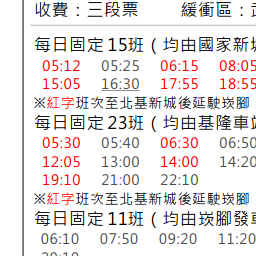 收費：三段票 緩衝區：
每日固定 15班 ( 均由國家新城
05:12 05:25 06:15 08:05
15:05 16:30 17:55 18:55
※紅字班次至北基新城後延駛崁腳
每日固定 23班 ( 均由基隆車站
05:30 05:40 06:30 06:50
12:05 13:00 14:00 14:20
19:10 21:00 22:10
※紅字班次至北基新城後延駛崁腳
每日固定 11班 ( 均由崁腳發車
06:10 07:50 09:20 11:20